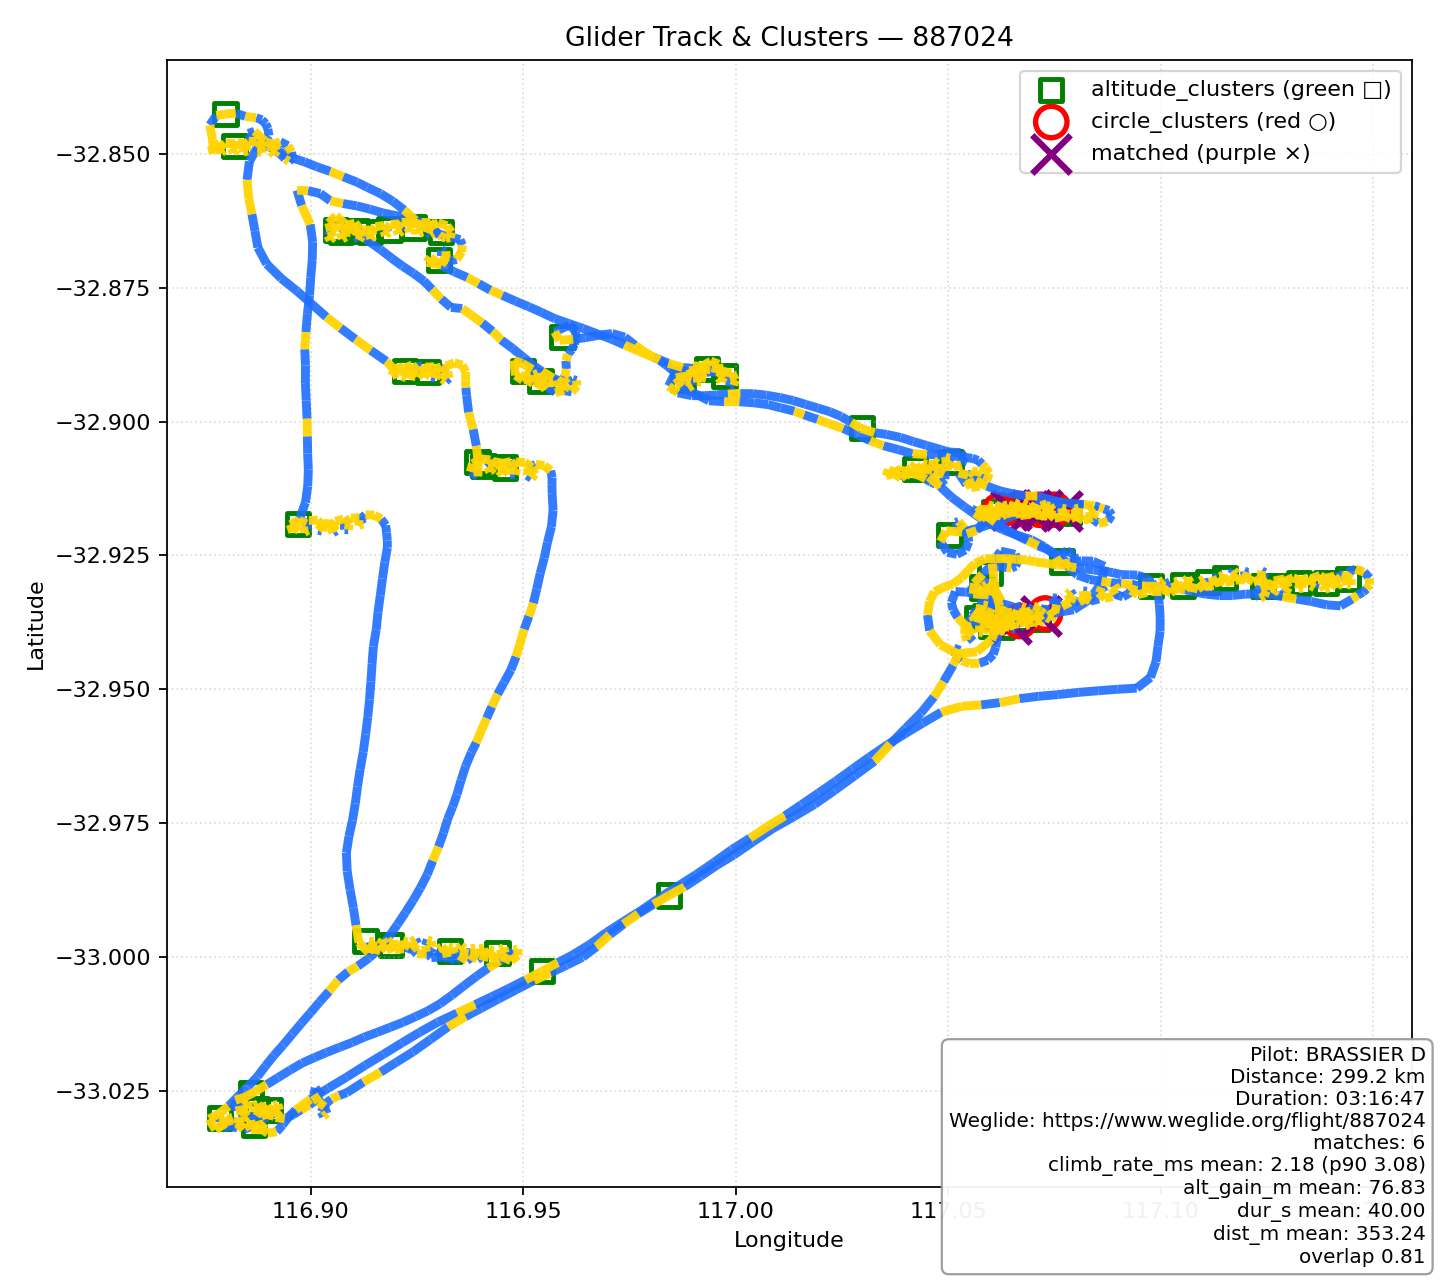 Glider Track & Clusters — 887024
altitude_clusters (green □)
circle_clusters (red ○)
matched (purple ×)
−32.850
−32.875
−32.900
−32.925
−32.950
−32.975
−33.000
−33.025
Latitude
116.90
116.95
117.00
117.05
117.10
Longitude
Pilot: BRASSIER D
Distance: 299.2 km
Duration: 03:16:47
Weglide: https://www.weglide.org/flight/887024
matches: 6
climb_rate_ms mean: 2.18 (p90 3.08)
alt_gain_m mean: 76.83
dur_s mean: 40.00
dist_m mean: 353.24
overlap 0.81